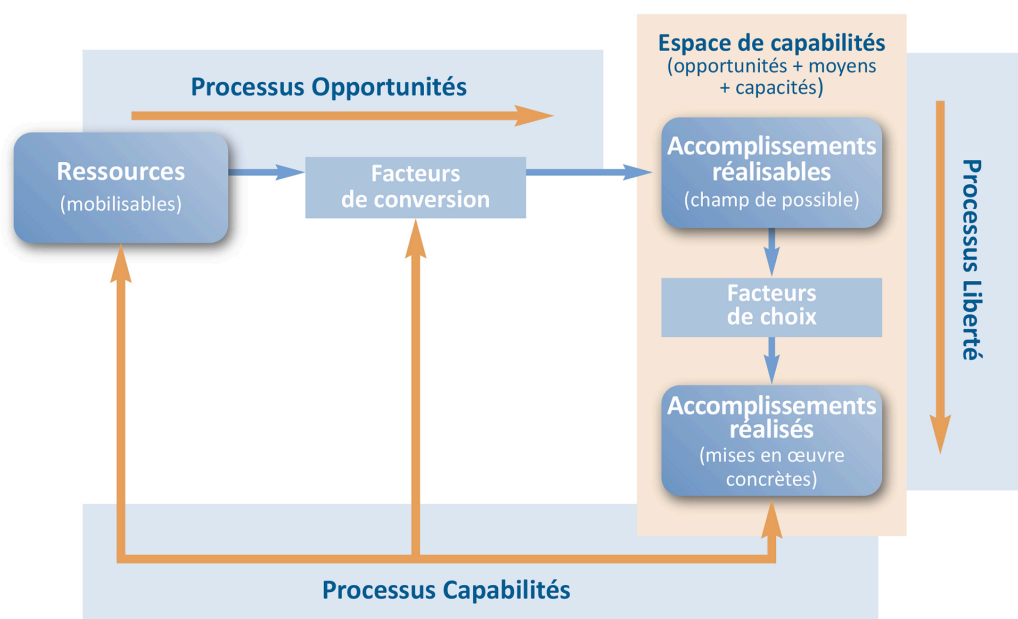 Espace de capabilités
(opportunités + moyens
+ capacités)
Processus Opportunités
Ressources
(mobilisables)
Facteurs
de conversion
Accomplissements
réalisables
(champ de possible)
Facteurs
de choix
Accomplissements
réalisés
(mises en œuvre
concrètes)
Processus Liberté
Processus Capabilités